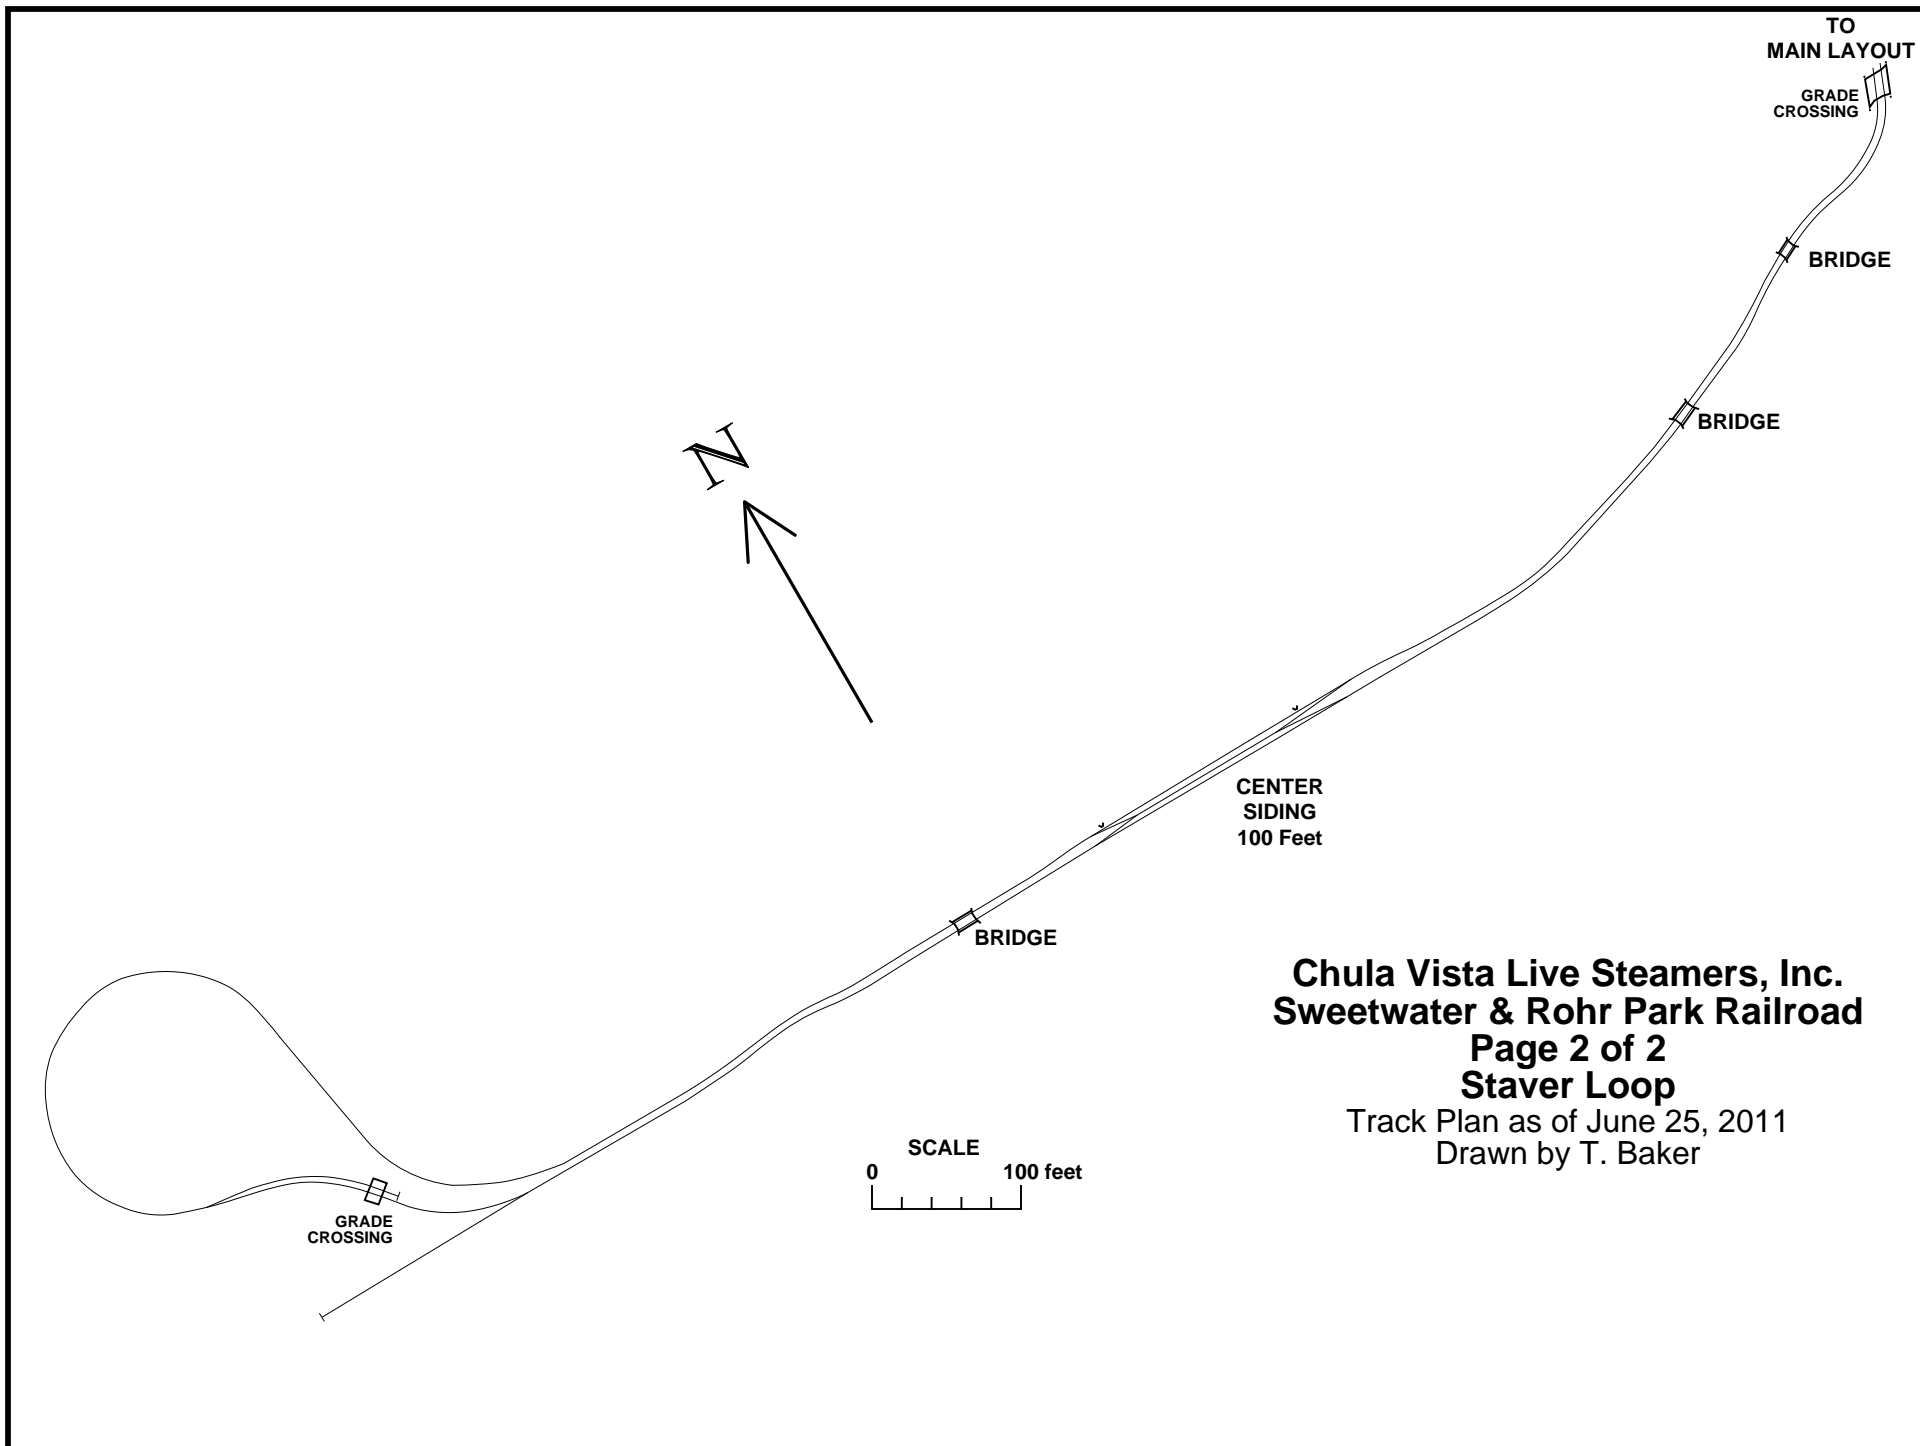 TO
MAIN LAYOUT
GRADE
CROSSING
BRIDGE
BRIDGE
N
CENTER
SIDING
100 Feet
BRIDGE
Chula Vista Live Steamers, Inc.
Sweetwater & Rohr Park Railroad
Page 2 of 2
Staver Loop
Track Plan as of June 25, 2011
Drawn by T. Baker
SCALE
0 100 feet
GRADE
CROSSING